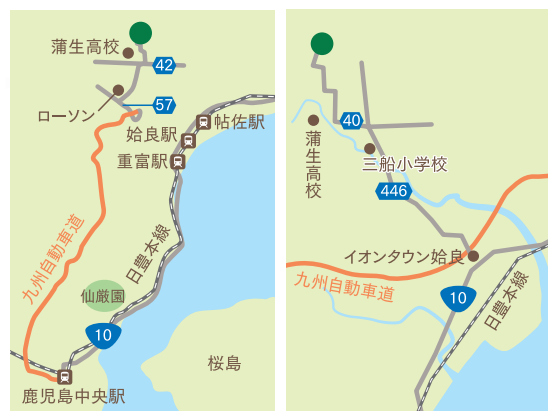 蒲生高校
42
ローソン
57
帖佐駅
姶良駅
重富駅
九州自動車道
日豊本線
仙厳園
10
桜島
鹿児島中央駅
40
蒲生高校
三船小学校
446
イオンタウン姶良
九州自動車道
10
日豊本線